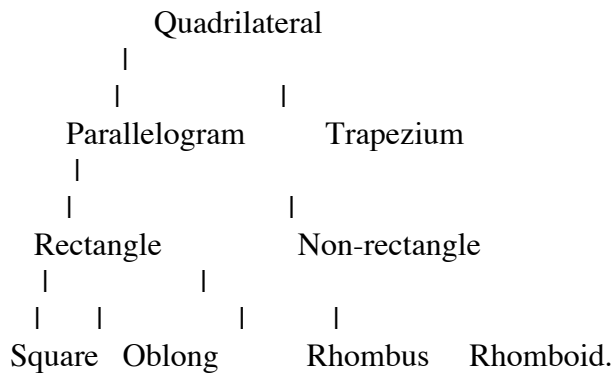 Quadrilateral
|
| |
Parallelogram Trapezium
|
| |
Rectangle Non-rectangle
| |
| | | |
Square Oblong Rhombus Rhomboid.